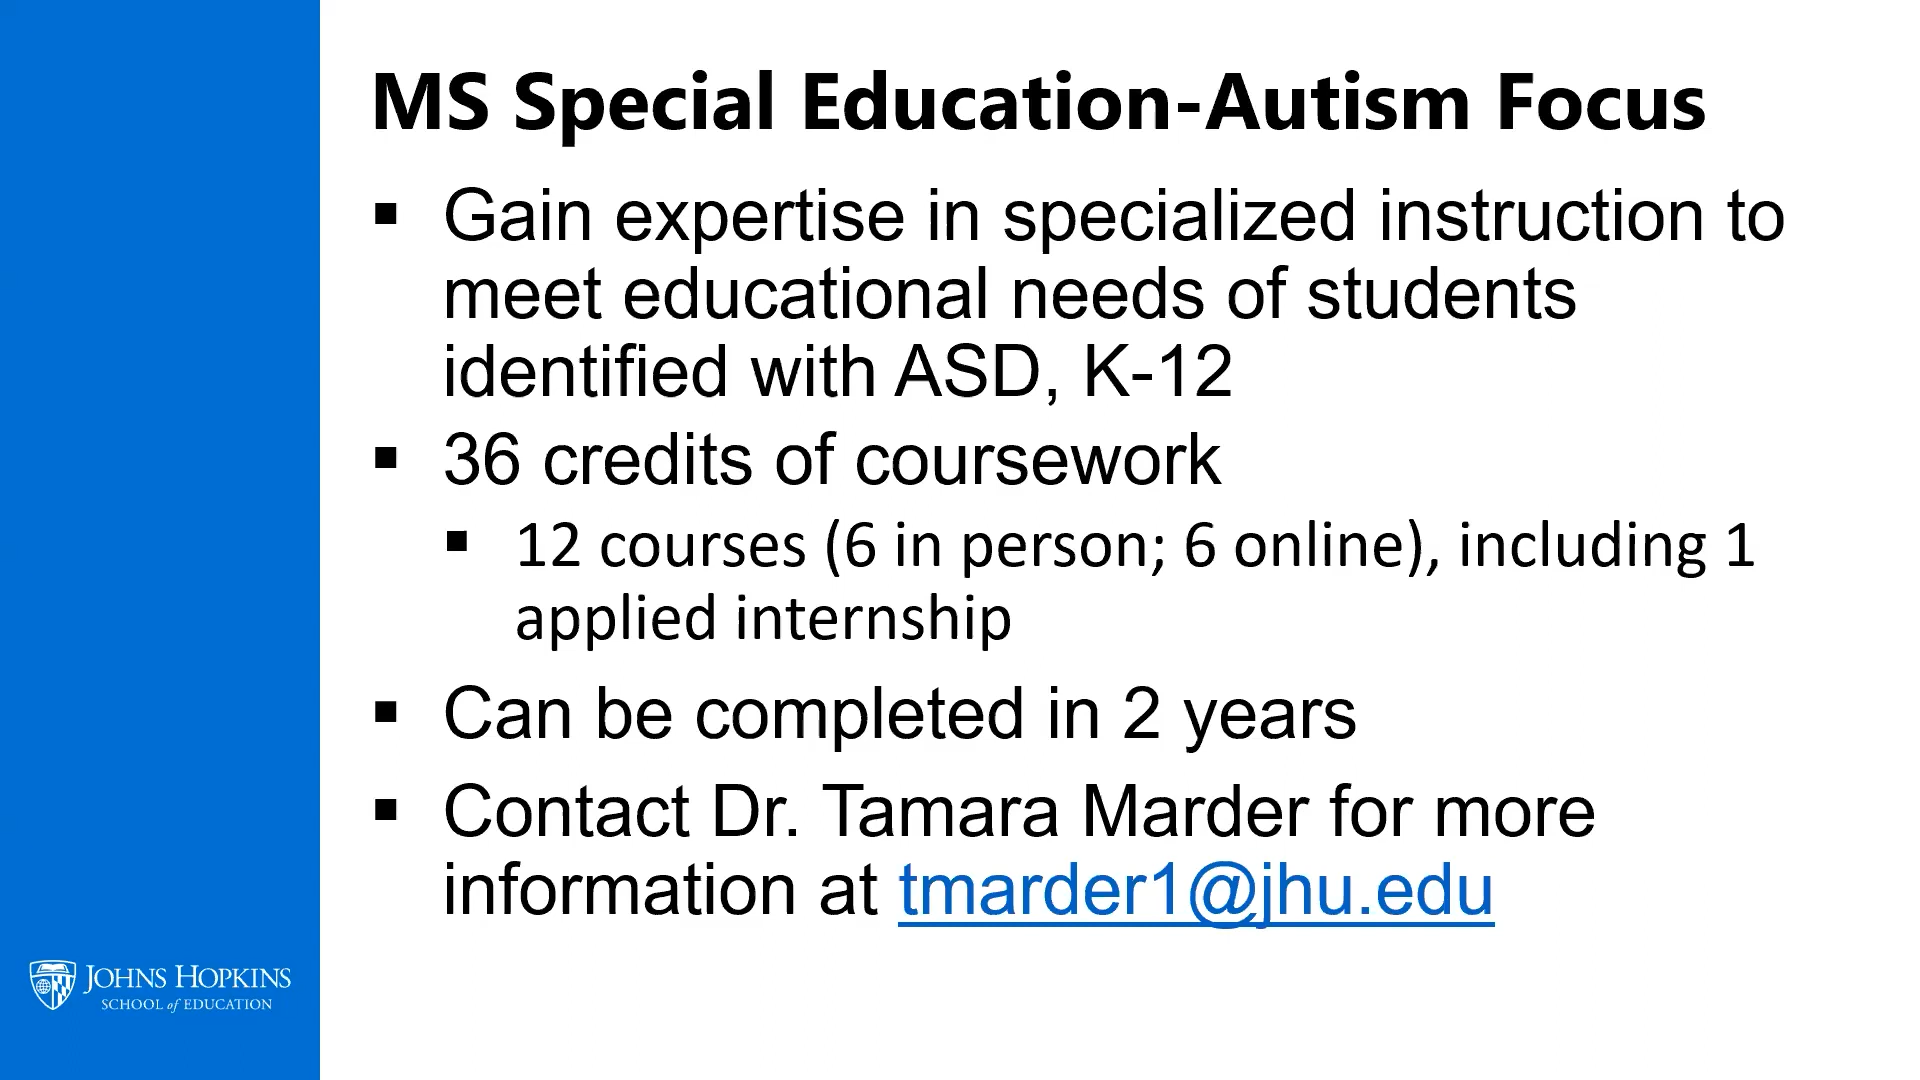 MS Special Education-Autism Focus
▪ Gain expertise in specialized instruction to
meet educational needs of students
identified with ASD, K-12
▪ 36 credits of coursework
▪ 12 courses (6 in person; 6 online), including 1
applied internship
▪ Can be completed in 2 years
▪ Contact Dr. Tamara Marder for more
information at tmarder1@jhu.edu
JOHNS HOPKINS
SCHOOL of EDUCATION